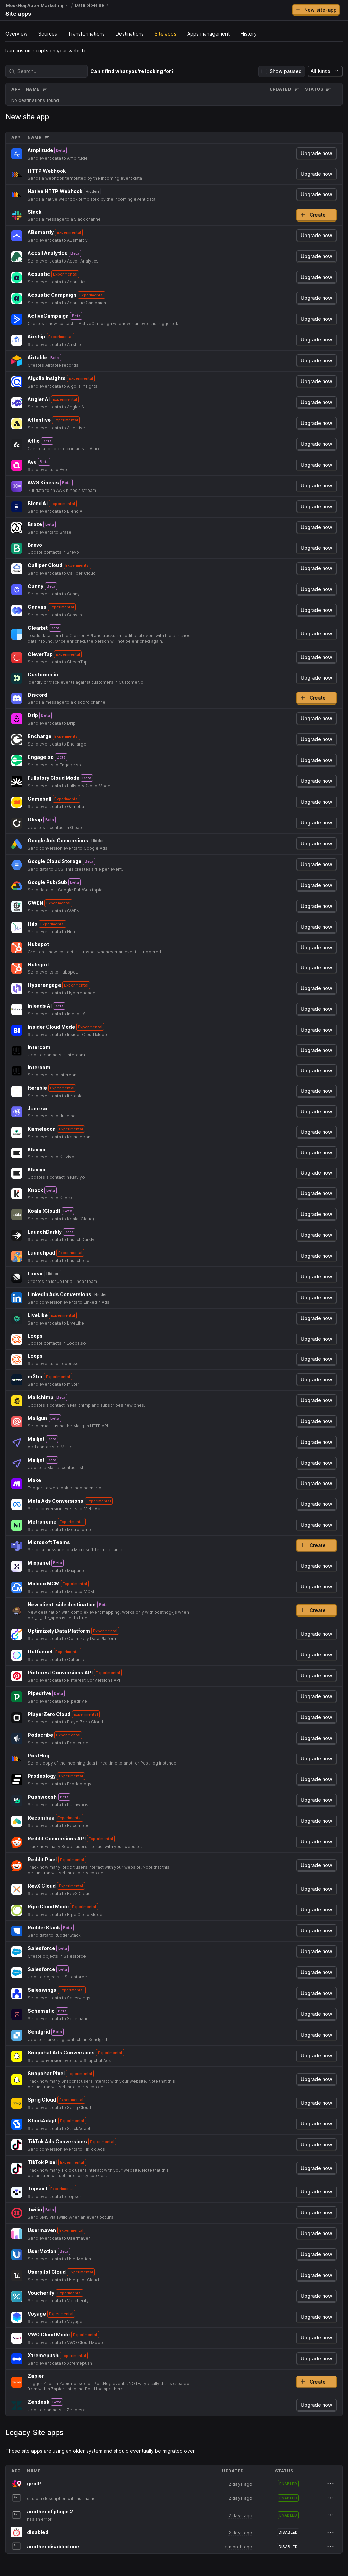 Mockhog App + Marketing / Data pipeline /
Site apps
New site-app
Overview Sources Transformations Destinations Site apps Apps management History
Run custom scripts on your website.
Search... Can't find what you're looking for? Show paused All kinds
APP NAME UPDATED STATUS
No destinations found
New site app
APP NAME
Amplitude Beta
Send event data to Amplitude
Upgrade now
HTTP Webhook
Sends a webhook templated by the incoming event data
Upgrade now
Native HTTP Webhook Hidden
Sends a native webhook templated by the incoming event data
Upgrade now
Slack
Sends a message to a Slack channel
Create
ABsmartly Experimental
Send event data to ABsmartly
Upgrade now
Accoil Analytics Beta
Send event data to Accoil Analytics
Upgrade now
Acoustic Experimental
Send event data to Acoustic
Upgrade now
Acoustic Campaign Experimental
Send event data to Acoustic Campaign
Upgrade now
ActiveCampaign Beta
Creates a new contact in ActiveCampaign whenever an event is triggered.
Upgrade now
Airship Experimental
Send event data to Airship
Upgrade now
Airtable Beta
Creates Airtable records
Upgrade now
Algolia Insights Experimental
Send event data to Algolia Insights
Upgrade now
Angler AI Experimental
Send event data to Angler AI
Upgrade now
Attentive Experimental
Send event data to Attentive
Upgrade now
Attio Beta
Create and update contacts in Attio
Upgrade now
Avo Beta
Send events to Avo
Upgrade now
AWS Kinesis Beta
Put data to an AWS Kinesis stream
Upgrade now
Blend Ai Experimental
Send event data to Blend Ai
Upgrade now
Braze Beta
Send events to Braze
Upgrade now
Brevo
Update contacts in Brevo
Upgrade now
Calliper Cloud Experimental
Send event data to Calliper Cloud
Upgrade now
Canny Beta
Send event data to Canny
Upgrade now
Canvas Experimental
Send event data to Canvas
Upgrade now
Clearbit Beta
Loads data from the Clearbit API and tracks an additional event with the enriched
data if found. Once enriched, the person will not be enriched again.
Upgrade now
CleverTap Experimental
Send event data to CleverTap
Upgrade now
Customer.io
Identify or track events against customers in Customer.io
Upgrade now
Discord
Sends a message to a discord channel
Create
Drip Beta
Send event data to Drip
Upgrade now
Encharge Experimental
Send event data to Encharge
Upgrade now
Engage.so Beta
Send events to Engage.so
Upgrade now
Fullstory Cloud Mode Beta
Send event data to Fullstory Cloud Mode
Upgrade now
Gameball Experimental
Send event data to Gameball
Upgrade now
Gleap Beta
Updates a contact in Gleap
Upgrade now
Google Ads Conversions Hidden
Send conversion events to Google Ads
Upgrade now
Google Cloud Storage Beta
Send data to GCS. This creates a file per event.
Upgrade now
Google Pub/Sub Beta
Send data to a Google Pub/Sub topic
Upgrade now
GWEN Experimental
Send event data to GWEN
Upgrade now
Hilo Experimental
Send event data to Hilo
Upgrade now
Hubspot
Creates a new contact in Hubspot whenever an event is triggered.
Upgrade now
Hubspot
Send events to Hubspot.
Upgrade now
Hyperengage Experimental
Send event data to Hyperengage
Upgrade now
Inleads AI Beta
Send event data to Inleads AI
Upgrade now
Insider Cloud Mode Experimental
Send event data to Insider Cloud Mode
Upgrade now
Intercom
Update contacts in Intercom
Upgrade now
Intercom
Send events to Intercom
Upgrade now
Iterable Experimental
Send event data to Iterable
Upgrade now
June.so
Send events to June.so
Upgrade now
Kameleoon Experimental
Send event data to Kameleoon
Upgrade now
Klaviyo
Send events to Klaviyo
Upgrade now
Klaviyo
Updates a contact in Klaviyo
Upgrade now
Knock Beta
Send events to Knock
Upgrade now
Koala (Cloud) Beta
Send event data to Koala (Cloud)
Upgrade now
LaunchDarkly Beta
Send event data to LaunchDarkly
Upgrade now
Launchpad Experimental
Send event data to Launchpad
Upgrade now
Linear Hidden
Creates an issue for a Linear team
Upgrade now
LinkedIn Ads Conversions Hidden
Send conversion events to LinkedIn Ads
Upgrade now
LiveLike Experimental
Send event data to LiveLike
Upgrade now
Loops
Update contacts in Loops.so
Upgrade now
Loops
Send events to Loops.so
Upgrade now
m3ter Experimental
Send event data to m3ter
Upgrade now
Mailchimp Beta
Updates a contact in Mailchimp and subscribes new ones.
Upgrade now
Mailgun Beta
Send emails using the Mailgun HTTP API
Upgrade now
Mailjet Beta
Add contacts to Mailjet
Upgrade now
Mailjet Beta
Update a Mailjet contact list
Upgrade now
Make
Triggers a webhook based scenario
Upgrade now
Meta Ads Conversions Experimental
Send conversion events to Meta Ads
Upgrade now
Metronome Experimental
Send event data to Metronome
Upgrade now
Microsoft Teams
Sends a message to a Microsoft Teams channel
Create
Mixpanel Beta
Send event data to Mixpanel
Upgrade now
Moloco MCM Experimental
Send event data to Moloco MCM
Upgrade now
New client-side destination Beta
New destination with complex event mapping. Works only with posthog-js when
opt_in_site_apps is set to true.
Create
Optimizely Data Platform Experimental
Send event data to Optimizely Data Platform
Upgrade now
Outfunnel Experimental
Send event data to Outfunnel
Upgrade now
Pinterest Conversions API Experimental
Send event data to Pinterest Conversions API
Upgrade now
Pipedrive Beta
Send event data to Pipedrive
Upgrade now
PlayerZero Cloud Experimental
Send event data to PlayerZero Cloud
Upgrade now
Podscribe Experimental
Send event data to Podscribe
Upgrade now
PostHog
Send a copy of the incoming data in realtime to another PostHog instance
Upgrade now
Prodeology Experimental
Send event data to Prodeology
Upgrade now
Pushwoosh Beta
Send event data to Pushwoosh
Upgrade now
Recombee Experimental
Send event data to Recombee
Upgrade now
Reddit Conversions API Experimental
Track how many Reddit users interact with your website.
Upgrade now
Reddit Pixel Experimental
Track how many Reddit users interact with your website. Note that this
destination will set third-party cookies.
Upgrade now
RevX Cloud Experimental
Send event data to RevX Cloud
Upgrade now
Ripe Cloud Mode Experimental
Send event data to Ripe Cloud Mode
Upgrade now
RudderStack Beta
Send data to RudderStack
Upgrade now
Salesforce Beta
Create objects in Salesforce
Upgrade now
Salesforce Beta
Update objects in Salesforce
Upgrade now
Saleswings Experimental
Send event data to Saleswings
Upgrade now
Schematic Beta
Send event data to Schematic
Upgrade now
Sendgrid Beta
Update marketing contacts in Sendgrid
Upgrade now
Snapchat Ads Conversions Experimental
Send conversion events to Snapchat Ads
Upgrade now
Snapchat Pixel Experimental
Track how many Snapchat users interact with your website. Note that this
destination will set third-party cookies.
Upgrade now
Sprig Cloud Experimental
Send event data to Sprig Cloud
Upgrade now
StackAdapt Experimental
Send event data to StackAdapt
Upgrade now
TikTok Ads Conversions Experimental
Send conversion events to TikTok Ads
Upgrade now
TikTok Pixel Experimental
Track how many TikTok users interact with your website. Note that this
destination will set third-party cookies.
Upgrade now
Topsort Experimental
Send event data to Topsort
Upgrade now
Twilio Beta
Send SMS via Twilio when an event occurs.
Upgrade now
Usermaven Experimental
Send event data to Usermaven
Upgrade now
UserMotion Beta
Send event data to UserMotion
Upgrade now
Userpilot Cloud Experimental
Send event data to Userpilot Cloud
Upgrade now
Voucherify Experimental
Send event data to Voucherify
Upgrade now
Voyage Experimental
Send event data to Voyage
Upgrade now
VWO Cloud Mode Experimental
Send event data to VWO Cloud Mode
Upgrade now
Xtremepush Experimental
Send event data to Xtremepush
Upgrade now
Zapier
Trigger Zaps in Zapier based on PostHog events. NOTE: Typically this is created
from within Zapier using the PostHog app there.
Create
Zendesk Beta
Update contacts in Zendesk
Upgrade now
Legacy Site apps
These site apps are using an older system and should eventually be migrated over.
APP NAME UPDATED STATUS
geoIP 2 days ago
custom description with null name 2 days ago
another of plugin 2
has an error 2 days ago
disabled 2 days ago DISABLED
another disabled one a month ago DISABLED